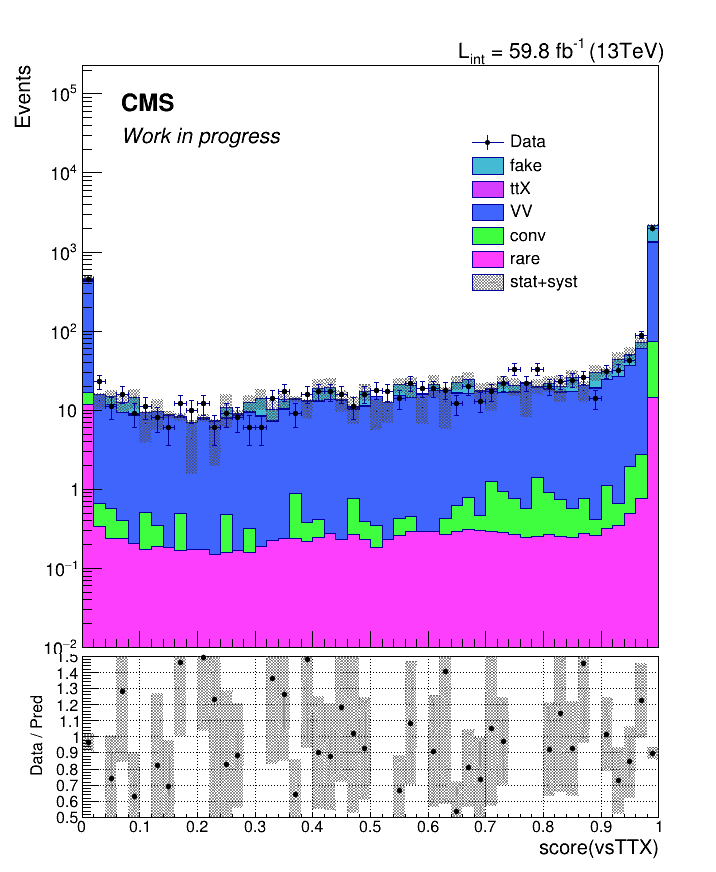 L_int = 59.8 fb^-1 (13TeV)
Events
CMS
Work in progress
Data
fake
ttX
VV
conv
rare
stat+syst
10^5
10^4
10^3
10^2
10
1
10^−1
10^−2
Data / Pred
1.5
1.4
1.3
1.2
1.1
1
0.9
0.8
0.7
0.6
0.5
0 0.1 0.2 0.3 0.4 0.5 0.6 0.7 0.8 0.9 1
score(vsTTX)